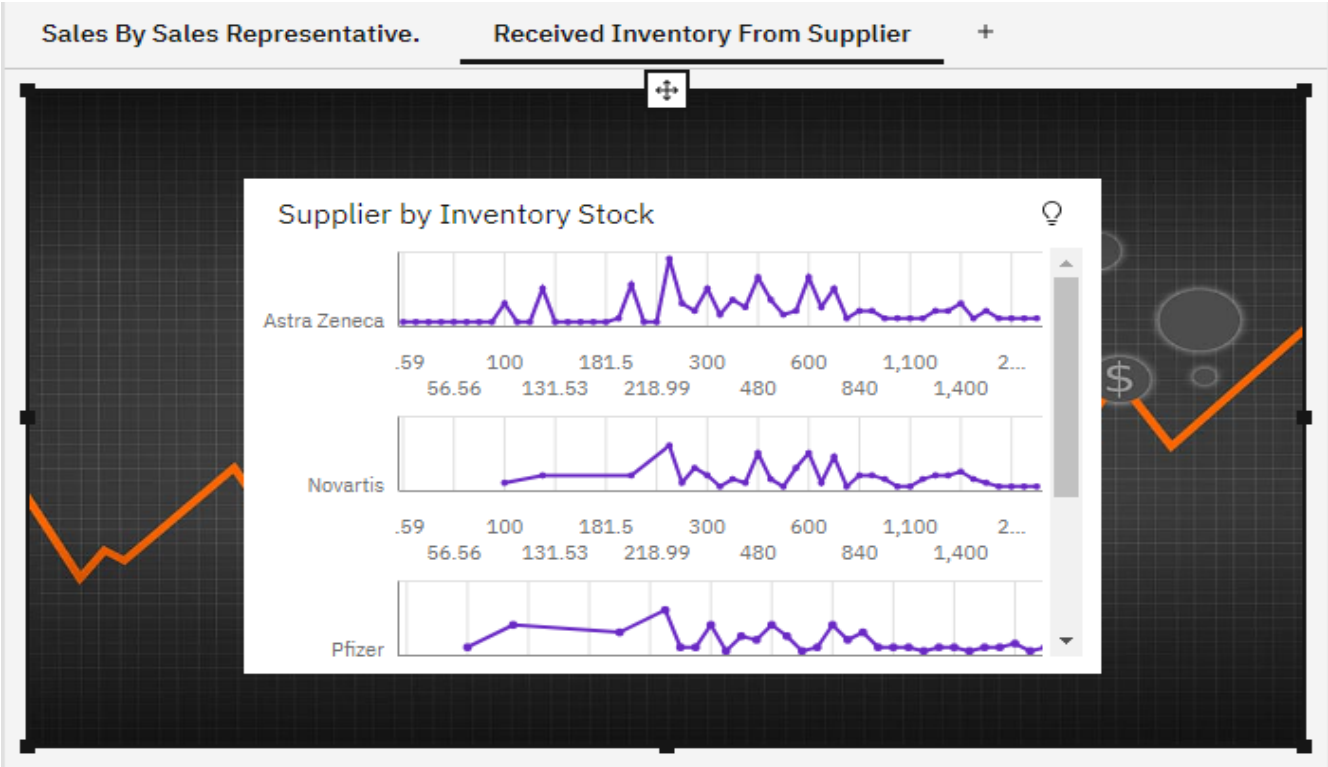 Sales By Sales Representative. Received Inventory From Supplier +
Supplier by Inventory Stock
Astra Zeneca
.59 100 181.5 300 600 1,100 2...
56.56 131.53 218.99 480 840 1,400
Novartis
.59 100 181.5 300 600 1,100 2...
56.56 131.53 218.99 480 840 1,400
Pfizer
$